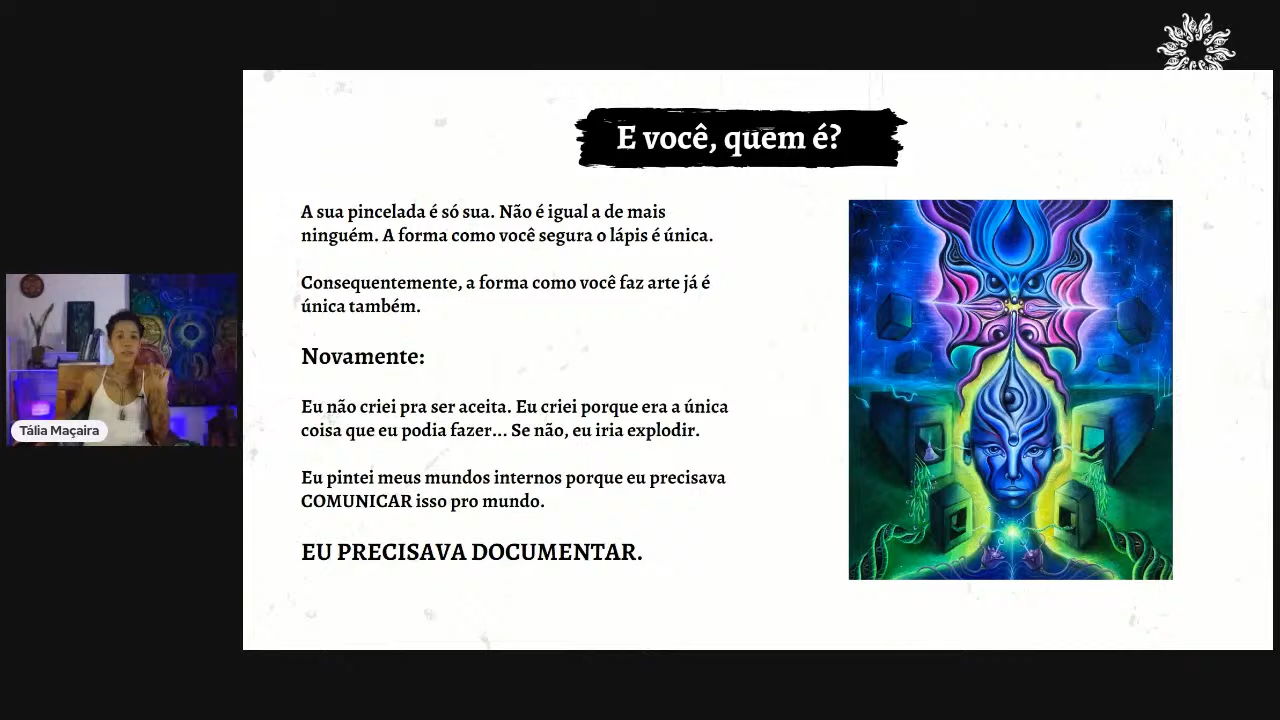 E você, quem é?
A sua pincelada é só sua. Não é igual a de mais
ninguém. A forma como você segura o lápis é única.
Consequentemente, a forma como você faz arte já é
única também.
Novamente:
Eu não criei pra ser aceita. Eu criei porque era a única
coisa que eu podia fazer... Se não, eu iria explodir.
Eu pintei meus mundos internos porque eu precisava
COMUNICAR isso pro mundo.
EU PRECISAVA DOCUMENTAR.
Tália Maçaira